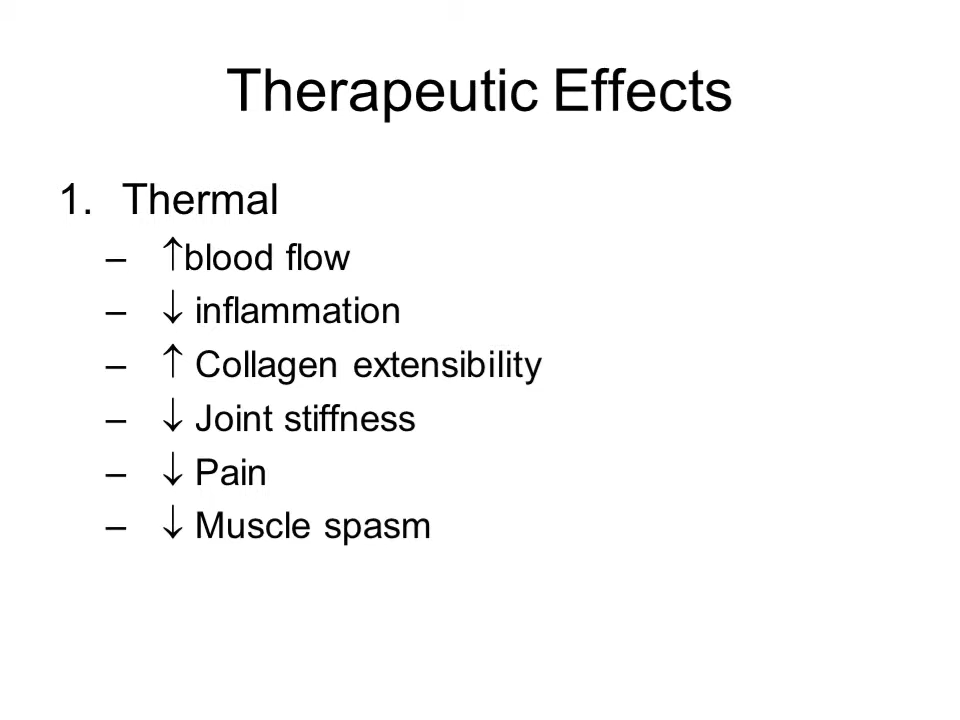 Therapeutic Effects
1. Thermal
– ↑blood flow
– ↓ inflammation
– ↑ Collagen extensibility
– ↓ Joint stiffness
– ↓ Pain
– ↓ Muscle spasm